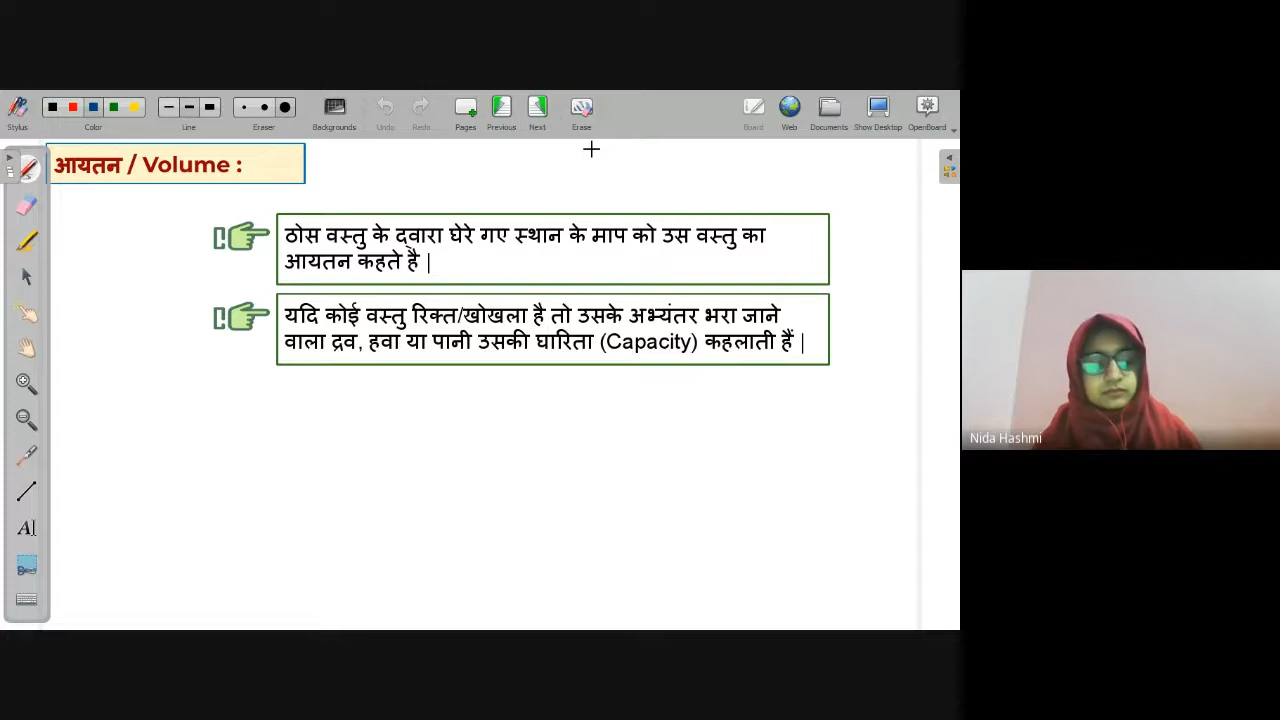 Stylus
Color
Line
Eraser
Backgrounds
Undo
Redo
Pages
Previous
Next
Erase
Board
Web
Documents
Show Desktop
OpenBoard
आयतन / Volume :
ठोस वस्तु के द्वारा घेरे गए स्थान के माप को उस वस्तु का
आयतन कहते है |
यदि कोई वस्तु रिक्त/खोखला है तो उसके अभ्यंतर भरा जाने
वाला द्रव, हवा या पानी उसकी घारिता (Capacity) कहलाती हैं |
A
Nida Hashmi